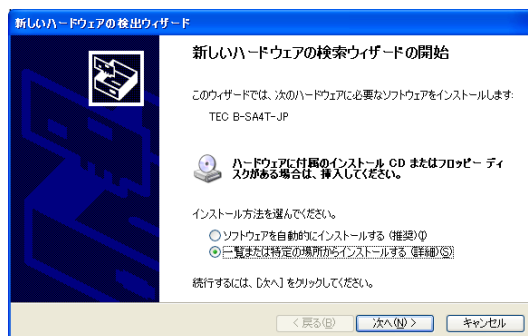 新しいハードウェアの検出ウィザード
新しいハードウェアの検索ウィザードの開始
このウィザードでは、次のハードウェアに必要なソフトウェアをインストールします:
TEC B-SA4T-JP
ハードウェアに付属のインストール CD またはフロッピー ディ
スクがある場合は、挿入してください。
インストール方法を選んでください。
ソフトウェアを自動的にインストールする (推奨)(I)
一覧または特定の場所からインストールする (詳細)(S)
続行するには、[次へ] をクリックしてください。
< 戻る(B)
次へ(N) >
キャンセル